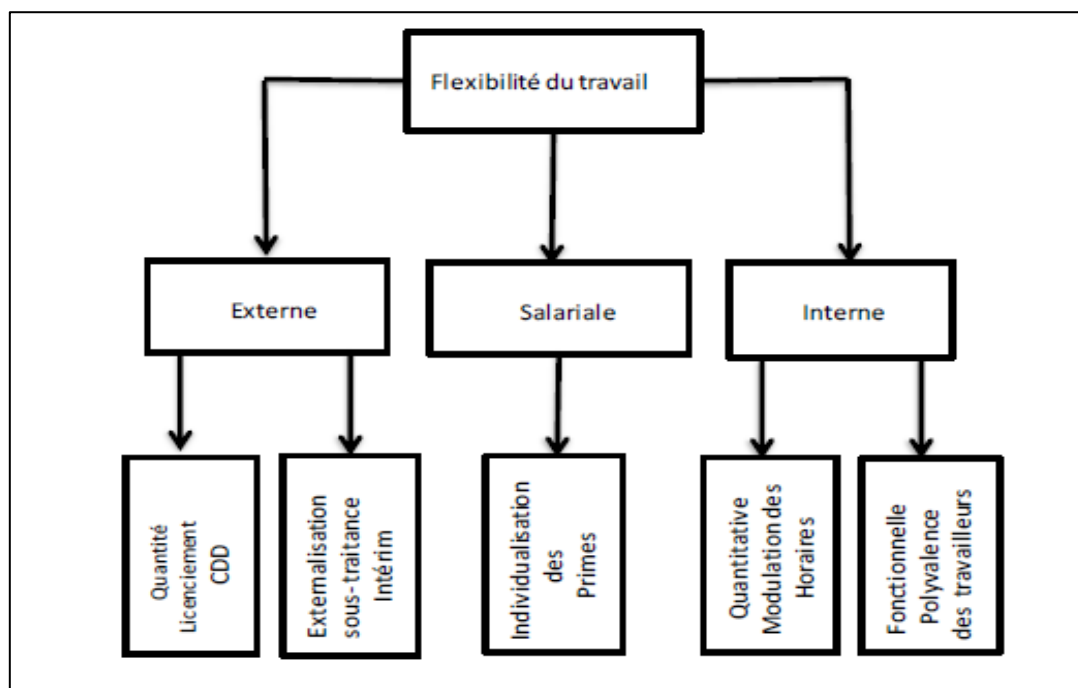 Flexibilité du travail
Externe
Salariale
Interne
Quantité
Licenciement
CDD
Externalisation
sous- traitance
Intérim
Individualisation
des
Primes
Quantitative
Modulation des
Horaires
Fonctionnelle
Polyvalence
des travailleurs